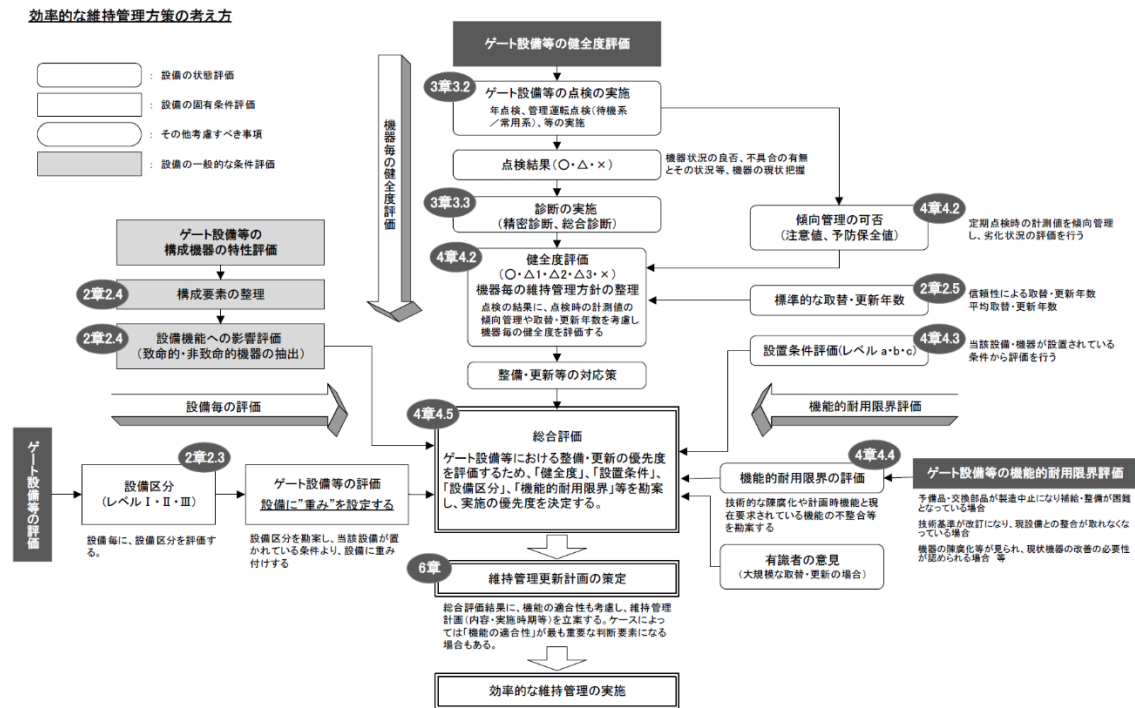 効率的な維持管理方策の考え方
： 設備の状態評価
： 設備の固有条件評価
： その他考慮すべき事項
： 設備の一般的な条件評価
機器毎の健全度評価
ゲート設備等の健全度評価
3章3.2
ゲート設備等の点検の実施
年点検、管理運転点検(待機系
／常用系)、等の実施
点検結果(○・△・×)
機器状況の良否、不具合の有無
とその状況等、機器の現状把握
3章3.3
診断の実施
(精密診断、総合診断)
4章4.2
傾向管理の可否
(注意値、予防保全値)
定期点検時の計測値を傾向管理
し、劣化状況の評価を行う
4章4.2
健全度評価
(○・△1・△2・△3・×)
機器毎の維持管理方針の整理
点検の結果に、点検時の計測値の
傾向管理や取替・更新年数を考慮し
機器毎の健全度を評価する
2章2.5
標準的な取替・更新年数
信頼性による取替・更新年数
平均取替・更新年数
4章4.3
設置条件評価(レベル a・b・c)
当該設備・機器が設置されている
条件から評価を行う
整備・更新等の対応策
ゲート設備等の
構成機器の特性評価
2章2.4
構成要素の整理
2章2.4
設備機能への影響評価
(致命的・非致命的機器の抽出)
設備毎の評価
機能的耐用限界評価
ゲート設備等の評価
2章2.3
設備区分
(レベルⅠ・Ⅱ・Ⅲ)
設備毎に、設備区分を評価す
る。
ゲート設備等の評価
設備に"重み"を設定する
設備区分を勘案し、当該設備が置
かれている条件より、設備に重み
付けする
4章4.5
総合評価
ゲート設備等における整備・更新の優先度
を評価するため、「健全度」、「設置条件」、
「設備区分」、「機能的耐用限界」等を勘案
し、実施の優先度を決定する。
4章4.4
機能的耐用限界の評価
技術的な陳腐化や計画時機能と現
在要求されている機能の不整合等
を勘案する
ゲート設備等の機能的耐用限界評価
予備品・交換部品が製造中止になり補給・整備が困難
となっている場合
技術基準が改訂になり、現設備との整合が取れなくな
っている場合
機器の陳腐化等が見られ、現状機器の改善の必要性
が認められる場合 等
有識者の意見
(大規模な取替・更新の場合)
6章
維持管理更新計画の策定
総合評価結果に、機能の適合性も考慮し、維持管理
計画(内容・実施時期等)を立案する。ケースによっ
ては「機能の適合性」が最も重要な判断要素になる
場合もある。
効率的な維持管理の実施